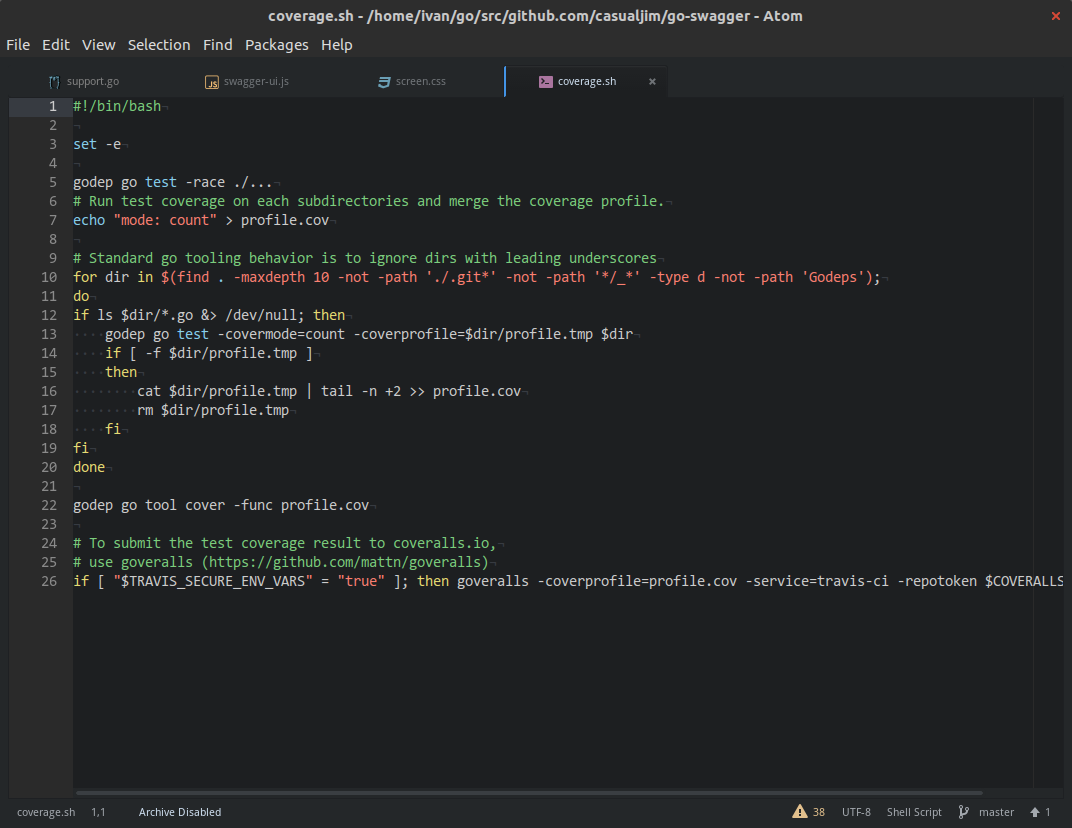 coverage.sh - /home/ivan/go/src/github.com/casualjim/go-swagger - Atom
File Edit View Selection Find Packages Help
support.go swagger-ui.js screen.css coverage.sh
1 #!/bin/bash
2
3 set -e
4
5 godep go test -race ./...
6 # Run test coverage on each subdirectories and merge the coverage profile.
7 echo "mode: count" > profile.cov
8
9 # Standard go tooling behavior is to ignore dirs with leading underscores
10 for dir in $(find . -maxdepth 10 -not -path './.git*' -not -path '*/_*' -type d -not -path 'Godeps');
11 do
12 if ls $dir/*.go &> /dev/null; then
13     godep go test -covermode=count -coverprofile=$dir/profile.tmp $dir
14     if [ -f $dir/profile.tmp ]
15     then
16         cat $dir/profile.tmp | tail -n +2 >> profile.cov
17         rm $dir/profile.tmp
18     fi
19 fi
20 done
21
22 godep go tool cover -func profile.cov
23
24 # To submit the test coverage result to coveralls.io,
25 # use goveralls (https://github.com/mattn/goveralls)
26 if [ "$TRAVIS_SECURE_ENV_VARS" = "true" ]; then goveralls -coverprofile=profile.cov -service=travis-ci -repotoken $COVERALLS
coverage.sh 1,1 Archive Disabled 38 UTF-8 Shell Script master 1